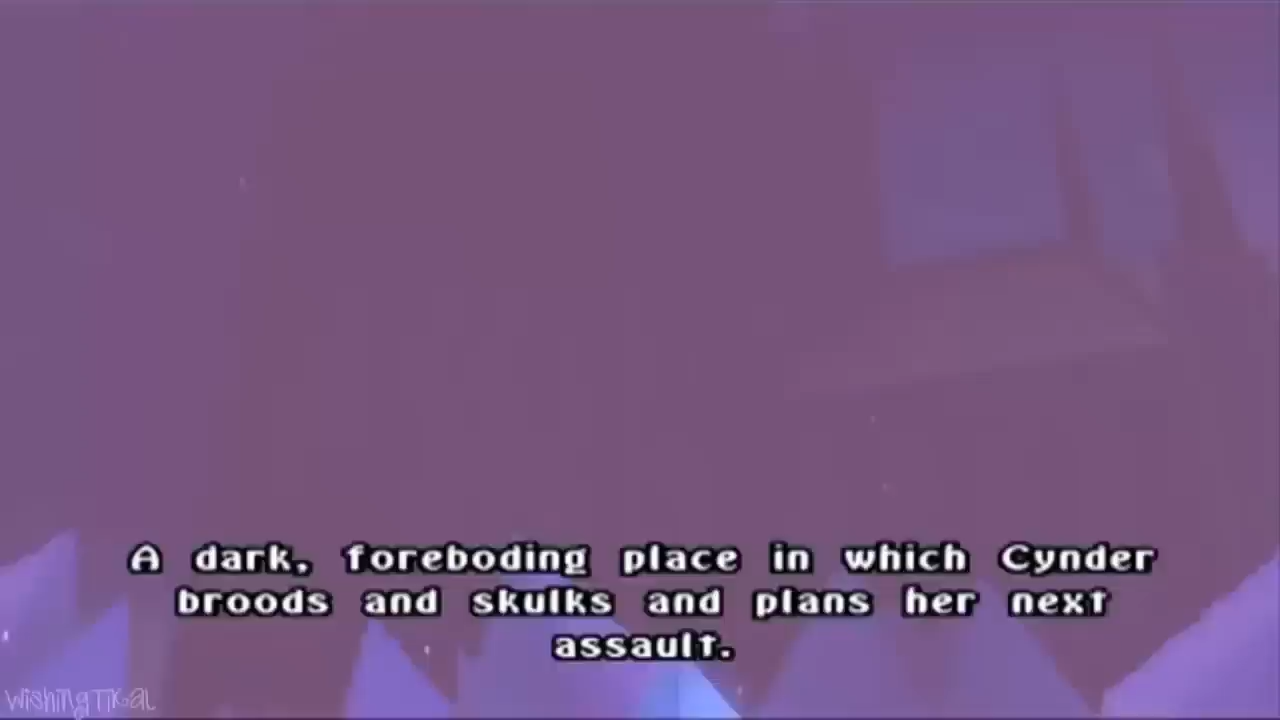 A dark, foreboding place in which Cynder
broods and skulks and plans her next
assault.
WishingTikal